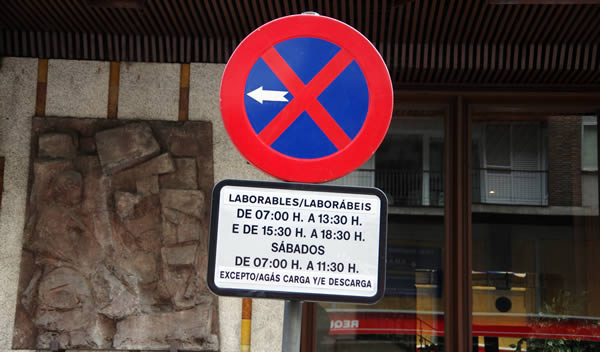 LABORABLES/LABORÁBEIS
DE 07:00 H. A 13:30 H.
E DE 15:30 H. A 18:30 H.
SÁBADOS
DE 07:00 H. A 11:30 H.
EXCEPTO/AGÁS CARGA Y/E DESCARGA